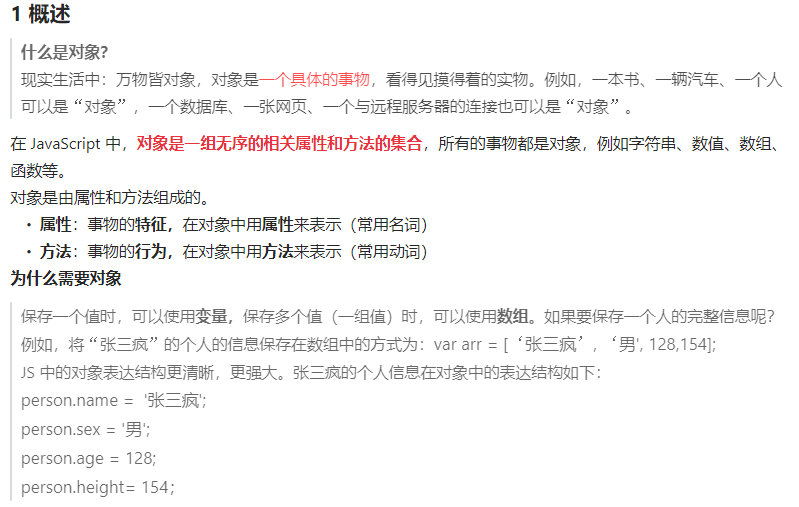 1 概述
什么是对象?
现实生活中：万物皆对象，对象是一个具体的事物，看得见摸得着的实物。例如，一本书、一辆汽车、一个人
可以是“对象”，一个数据库、一张网页、一个与远程服务器的连接也可以是“对象”。
在 JavaScript 中，对象是一组无序的相关属性和方法的集合，所有的事物都是对象，例如字符串、数值、数组、
函数等。
对象是由属性和方法组成的。
• 属性：事物的特征，在对象中用属性来表示（常用名词）
• 方法：事物的行为，在对象中用方法来表示（常用动词）
为什么需要对象
保存一个值时，可以使用变量，保存多个值（一组值）时，可以使用数组。如果要保存一个人的完整信息呢?
例如，将“张三疯”的个人的信息保存在数组中的方式为：var arr = [‘张三疯’,‘男', 128,154];
JS 中的对象表达结构更清晰，更强大。张三疯的个人信息在对象中的表达结构如下：
person.name = '张三疯';
person.sex = '男';
person.age = 128;
person.height= 154;